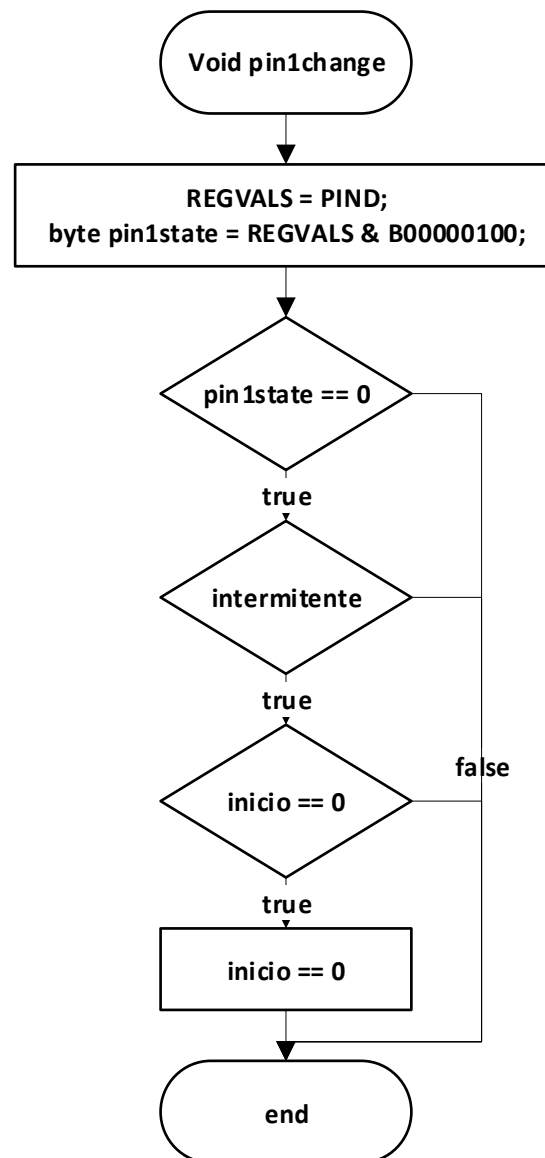 Void pin1change
REGVALS = PIND;
byte pin1state = REGVALS & B00000100;
pin1state == 0
true
intermitente
true
false
inicio == 0
true
inicio == 0
end